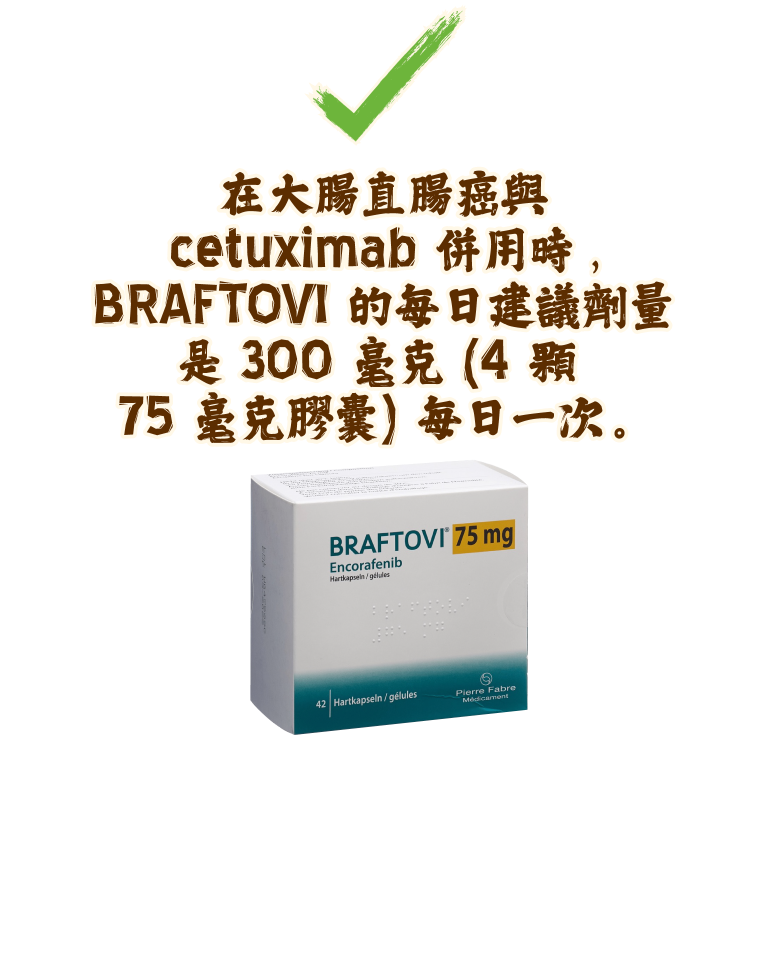 在大腸直腸癌與
cetuximab 併用時，
BRAFTOVI 的每日建議劑量
是 300 毫克 (4 顆
75 毫克膠囊) 每日一次。
BRAFTOVI® 75 mg
Encorafenib
Hartkapseln / gélules
42 Hartkapseln / gélules
Pierre Fabre
Médicament